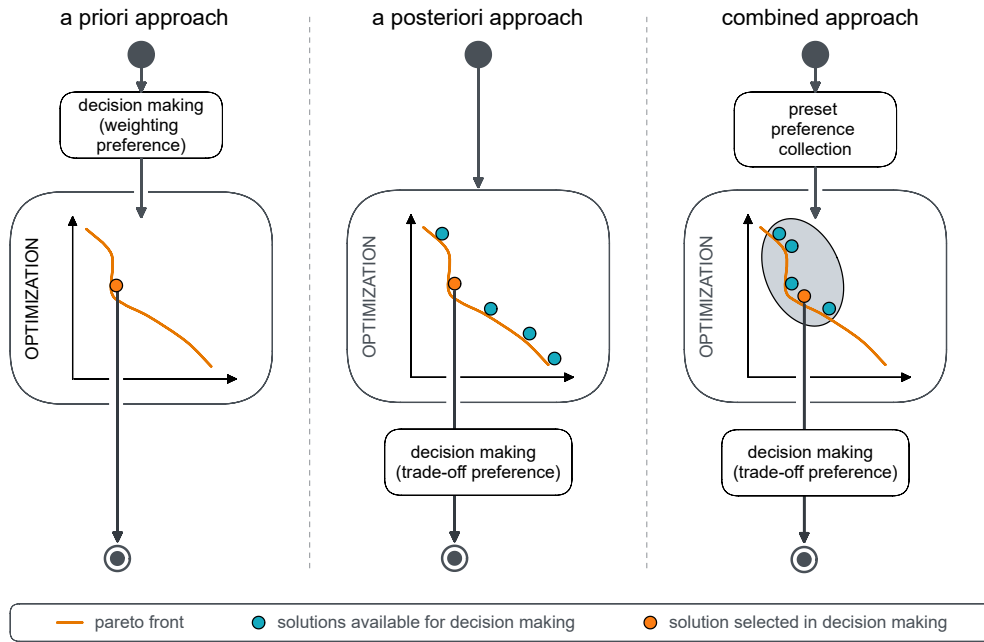 a priori approach
a posteriori approach
combined approach
decision making
(weighting
preference)
preset
preference
collection
OPTIMIZATION
OPTIMIZATION
OPTIMIZATION
decision making
(trade-off preference)
decision making
(trade-off preference)
pareto front
solutions available for decision making
solution selected in decision making